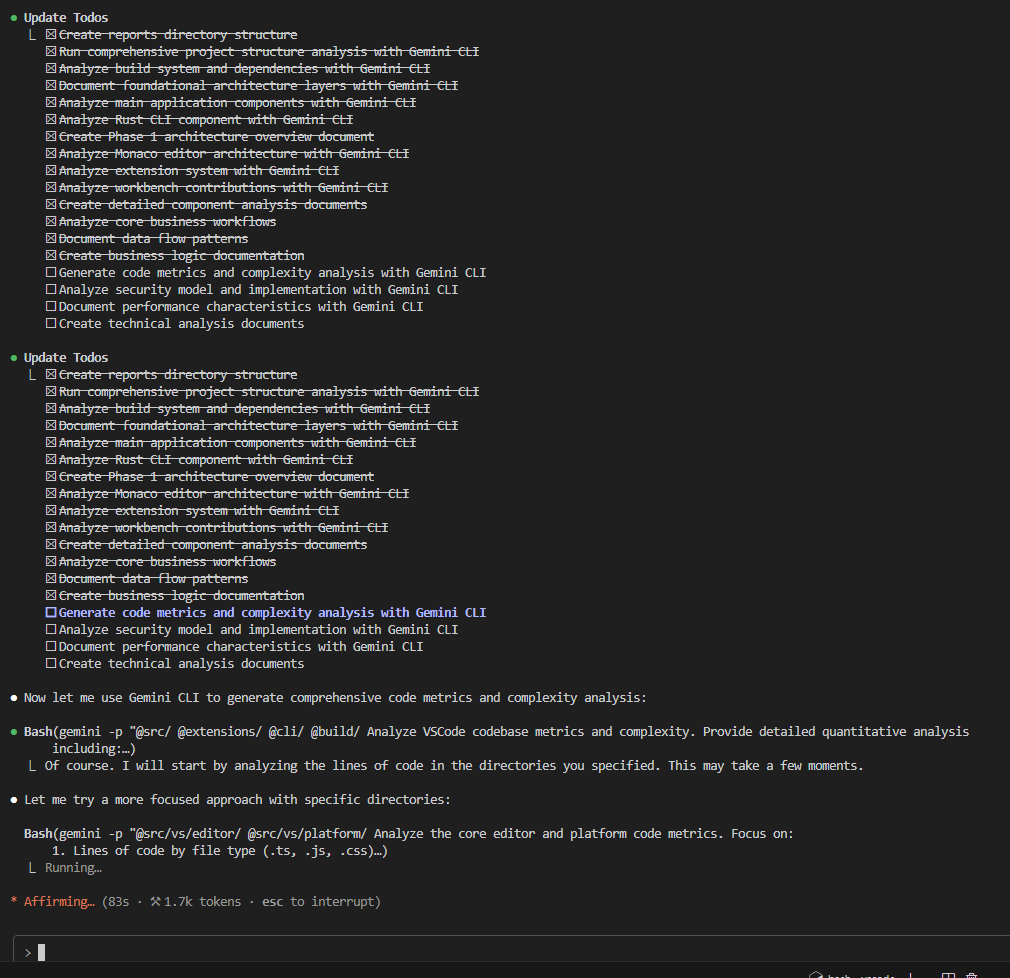 ● Update Todos
⎿ ☒ Create reports directory structure
☒ Run comprehensive project structure analysis with Gemini CLI
☒ Analyze build system and dependencies with Gemini CLI
☒ Document foundational architecture layers with Gemini CLI
☒ Analyze main application components with Gemini CLI
☒ Analyze Rust CLI component with Gemini CLI
☒ Create Phase 1 architecture overview document
☒ Analyze Monaco editor architecture with Gemini CLI
☒ Analyze extension system with Gemini CLI
☒ Analyze workbench contributions with Gemini CLI
☒ Create detailed component analysis documents
☒ Analyze core business workflows
☒ Document data flow patterns
☒ Create business logic documentation
☐ Generate code metrics and complexity analysis with Gemini CLI
☐ Analyze security model and implementation with Gemini CLI
☐ Document performance characteristics with Gemini CLI
☐ Create technical analysis documents
● Update Todos
⎿ ☒ Create reports directory structure
☒ Run comprehensive project structure analysis with Gemini CLI
☒ Analyze build system and dependencies with Gemini CLI
☒ Document foundational architecture layers with Gemini CLI
☒ Analyze main application components with Gemini CLI
☒ Analyze Rust CLI component with Gemini CLI
☒ Create Phase 1 architecture overview document
☒ Analyze Monaco editor architecture with Gemini CLI
☒ Analyze extension system with Gemini CLI
☒ Analyze workbench contributions with Gemini CLI
☒ Create detailed component analysis documents
☒ Analyze core business workflows
☒ Document data flow patterns
☒ Create business logic documentation
☐ Generate code metrics and complexity analysis with Gemini CLI
☐ Analyze security model and implementation with Gemini CLI
☐ Document performance characteristics with Gemini CLI
☐ Create technical analysis documents
● Now let me use Gemini CLI to generate comprehensive code metrics and complexity analysis:
● Bash(gemini -p "@src/ @extensions/ @cli/ @build/ Analyze VSCode codebase metrics and complexity. Provide detailed quantitative analysis
including:…)
⎿ Of course. I will start by analyzing the lines of code in the directories you specified. This may take a few moments.
● Let me try a more focused approach with specific directories:
Bash(gemini -p "@src/vs/editor/ @src/vs/platform/ Analyze the core editor and platform code metrics. Focus on:
1. Lines of code by file type (.ts, .js, .css)…)
⎿ Running…
* Affirming… (83s · ⚒ 1.7k tokens · esc to interrupt)
>